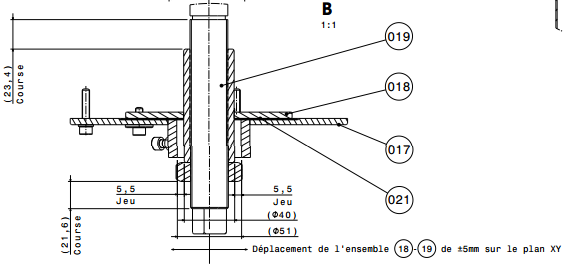 B
1:1
019
018
017
021
(23,4)
Course
5,5
Jeu
5,5
Jeu
(Φ40)
(Φ51)
(21,6)
Course
Déplacement de l'ensemble 18-19 de ±5mm sur le plan XY